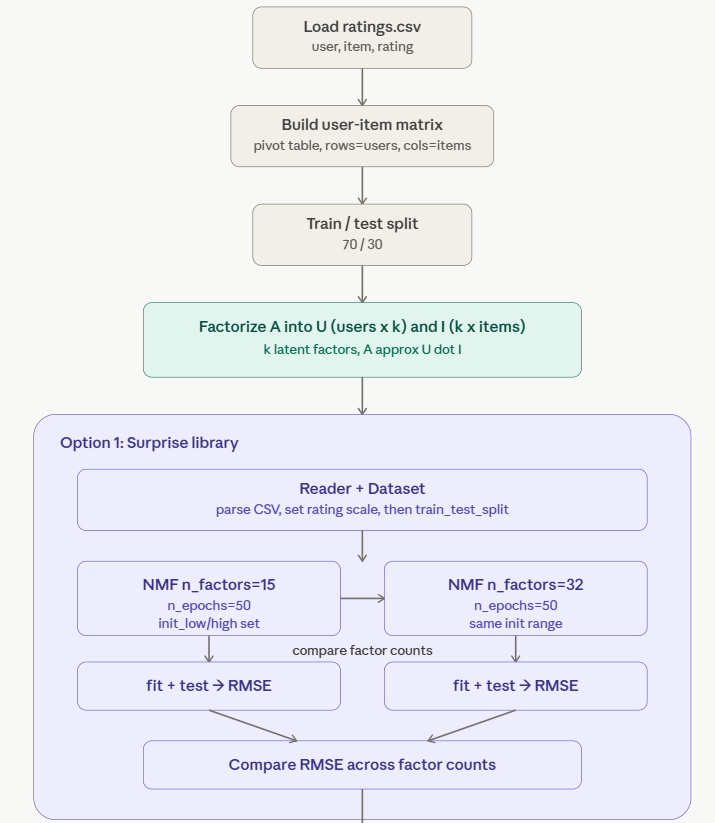 Load ratings.csv
user, item, rating
Build user-item matrix
pivot table, rows=users, cols=items
Train / test split
70 / 30
Factorize A into U (users x k) and I (k x items)
k latent factors, A approx U dot I
Option 1: Surprise library
Reader + Dataset
parse CSV, set rating scale, then train_test_split
NMF n_factors=15
n_epochs=50
init_low/high set
NMF n_factors=32
n_epochs=50
same init range
compare factor counts
fit + test → RMSE
fit + test → RMSE
Compare RMSE across factor counts